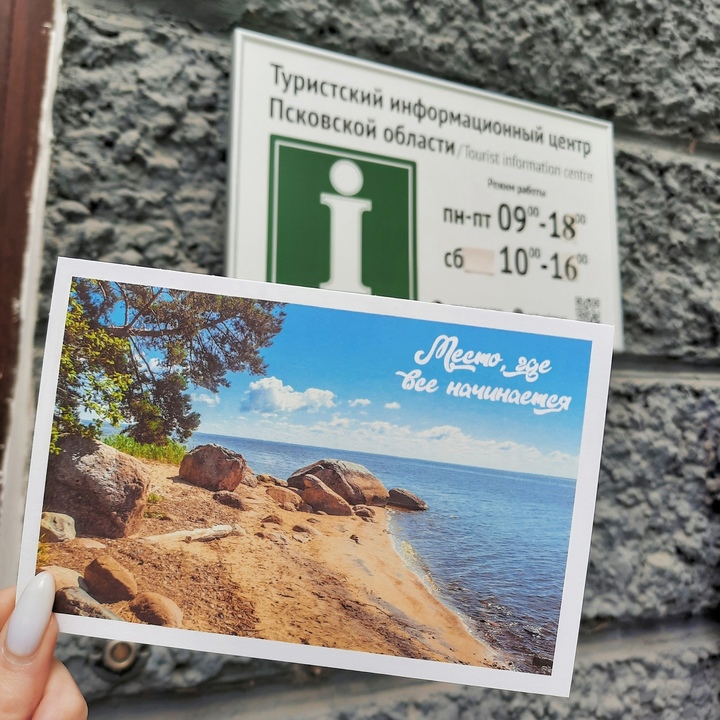 Туристский информационный центр
Псковской области/Tourist information centre
Режим работы
пн-пт 09⁰⁰-18⁰⁰
сб 10⁰⁰-16⁰⁰
Место, где
все начинается